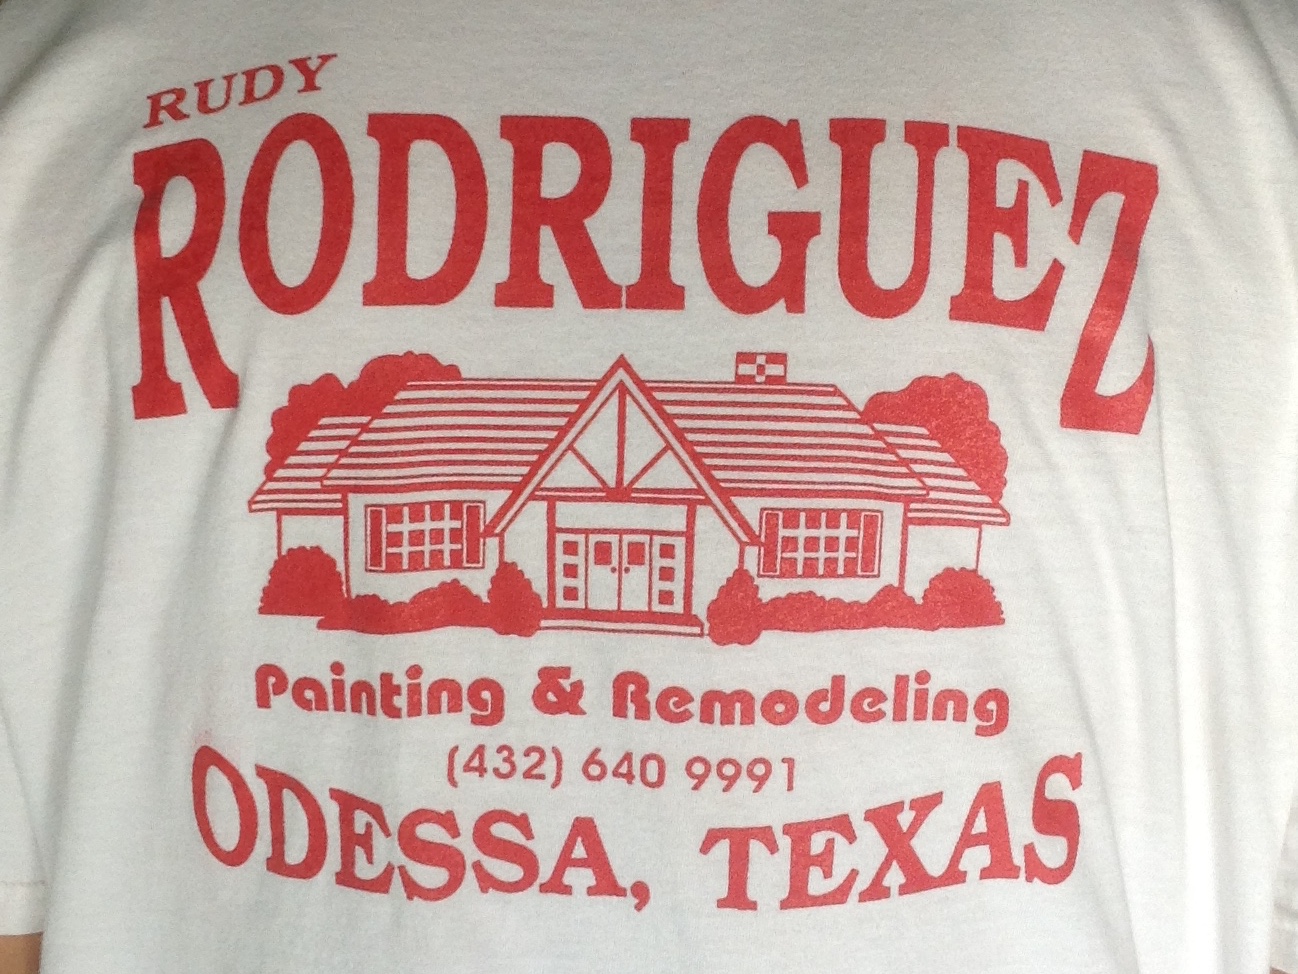 RUDY
RODRIGUEZ
Painting & Remodeling
(432) 640 9991
ODESSA, TEXAS